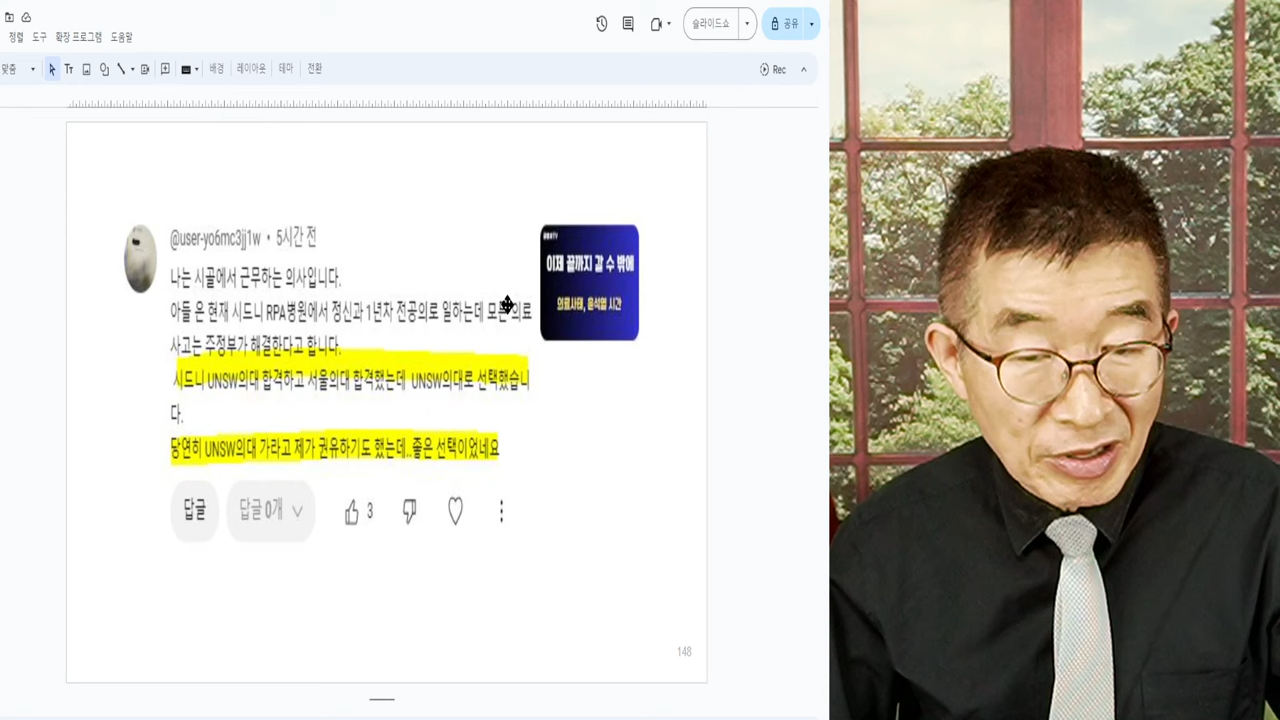 정렬 도구 확장 프로그램 도움말
슬라이드쇼
공유
맞춤
Tт
배경
레이아웃
테마
전환
Rec
@user-yo6mc3jj1w • 5시간 전
나는 시골에서 근무하는 의사입니다.
아들 은 현재 시드니 RPA병원에서 정신과 1년차 전공의로 일하는데 모든 의료
사고는 주정부가 해결한다고 합니다.
시드니 UNSW의대 합격하고 서울의대 합격했는데 UNSW의대로 선택했습니
다.
당연히 UNSW의대 가라고 제가 권유하기도 했는데..좋은 선택이었네요
답글
답글 0개
3
이제 끝까지 갈 수 밖에
의료사태, 윤석열 시간
148